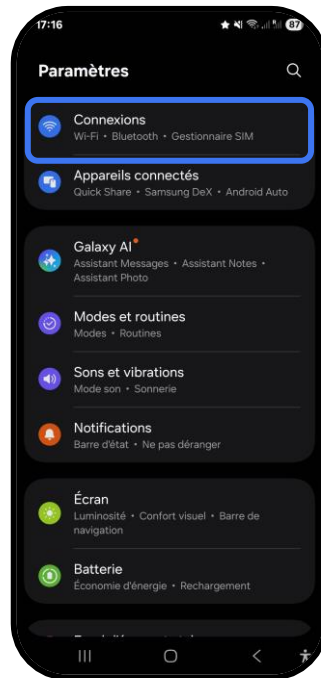 17:16
87
Paramètres
Connexions
Wi-Fi • Bluetooth • Gestionnaire SIM
Appareils connectés
Quick Share • Samsung DeX • Android Auto
Galaxy AI
Assistant Messages • Assistant Notes •
Assistant Photo
Modes et routines
Modes • Routines
Sons et vibrations
Mode son • Sonnerie
Notifications
Barre d'état • Ne pas déranger
Écran
Luminosité • Confort visuel • Barre de
navigation
Batterie
Économie d'énergie • Rechargement